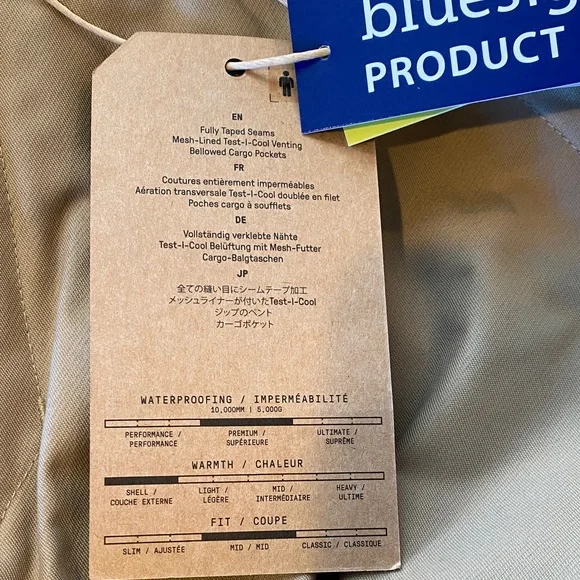 PRODUCT
EN
Fully Taped Seams
Mesh-Lined Test-I-Cool Venting
Bellowed Cargo Pockets
FR
Coutures entièrement imperméables
Aération transversale Test-I-Cool doublée en filet
Poches cargo à soufflets
DE
Vollständig verklebte Nähte
Test-I-Cool Belüftung mit Mesh-Futter
Cargo-Balgtaschen
JP
全ての縫い目にシームテープ加工
メッシュライナーが付いたTest-I-Cool
ジップのベント
カーゴポケット
WATERPROOFING / IMPERMÉABILITÉ
10,000MM | 5,000G
PERFORMANCE / PERFORMANCE
PREMIUM / SUPÉRIEURE
ULTIMATE / SUPRÊME
WARMTH / CHALEUR
SHELL / COUCHE EXTERNE
LIGHT / LÉGÈRE
MID / INTERMÉDIAIRE
HEAVY / ULTIME
FIT / COUPE
SLIM / AJUSTÉE
MID / MID
CLASSIC / CLASSIQUE